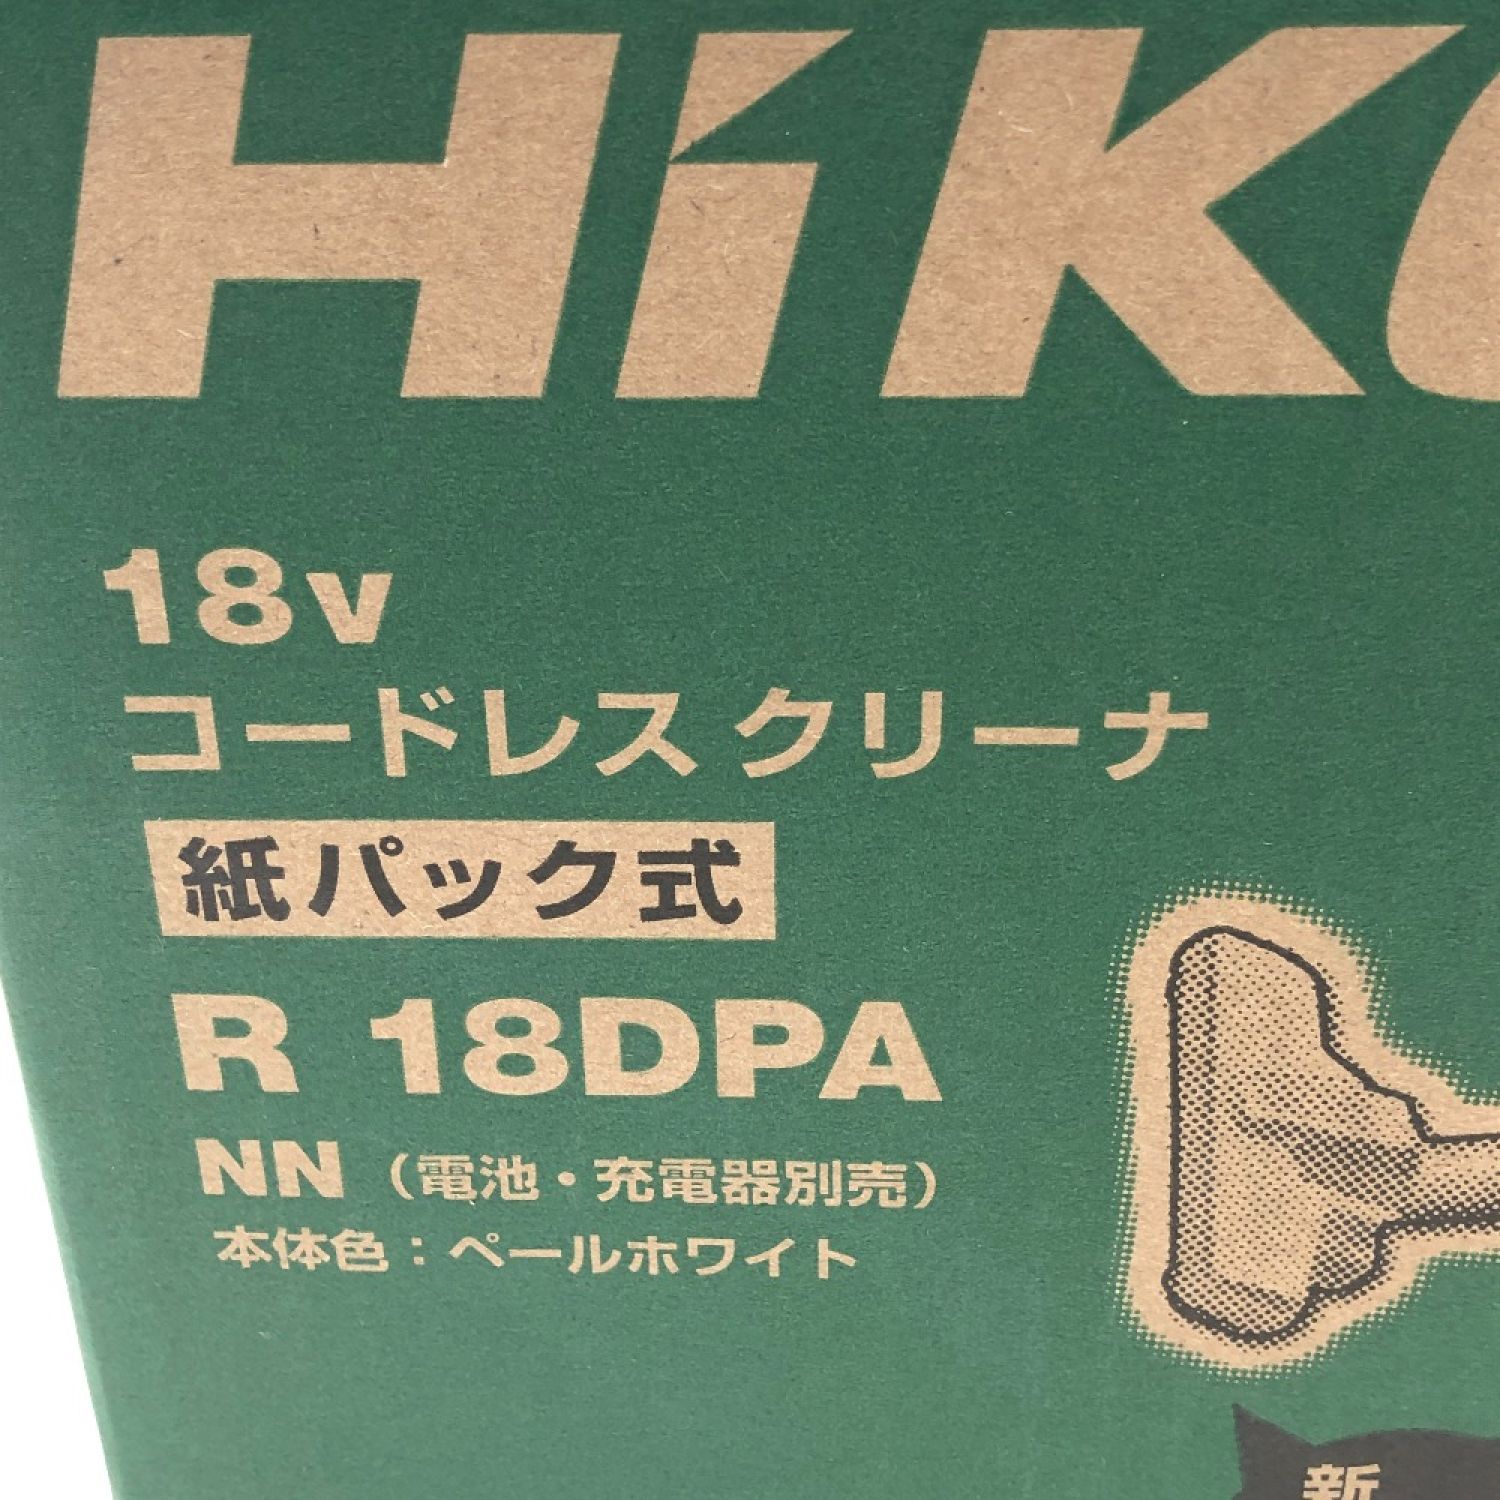 HiKO
18v
コードレス クリーナ
紙パック式
R 18DPA
NN（電池・充電器別売）
本体色：ペールホワイト
新